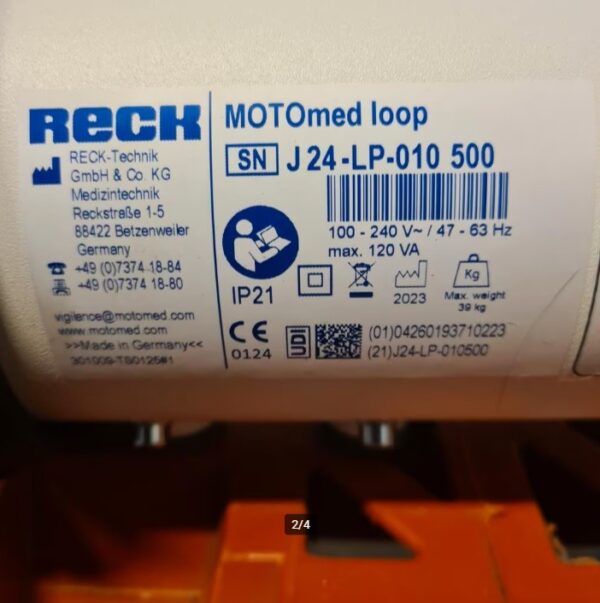 RECK
RECK-Technik
GmbH & Co. KG
Medizintechnik
Reckstraße 1-5
88422 Betzenweiler
Germany
+49 (0)7374 18-84
+49 (0)7374 18-80
vigilence@motomed.com
www.motomed.com
>>Made in Germany<<
MOTOmed loop
SN J 24-LP-010 500
100 - 240 V~ / 47 - 63 Hz
max. 120 VA
IP21
2023
Kg
Max. weight
39 kg
CE
0124
UDI
(01)04260193710223
(21)J24-LP-010500
2/4